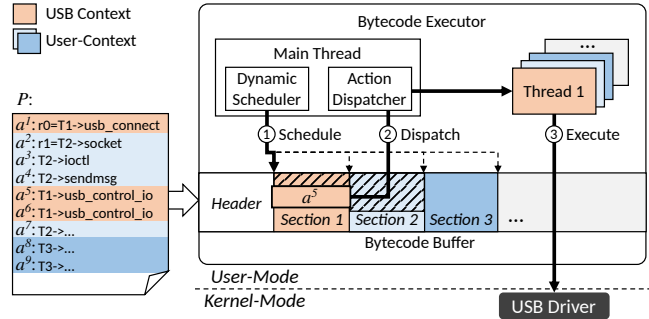 USB Context
User-Context
P:
a¹: r0=T1->usb_connect
a²: r1=T2->socket
a³: T2->ioctl
a⁴: T2->sendmsg
a⁵: T1->usb_control_io
a⁶: T1->usb_control_io
a⁷: T2->...
a⁸: T3->...
a⁹: T3->...
Bytecode Executor
Main Thread
Dynamic Scheduler
Action Dispatcher
...
Thread 1
1 Schedule
2 Dispatch
3 Execute
Header
a⁵
Section 1
Section 2
Section 3
...
Bytecode Buffer
User-Mode
Kernel-Mode
USB Driver